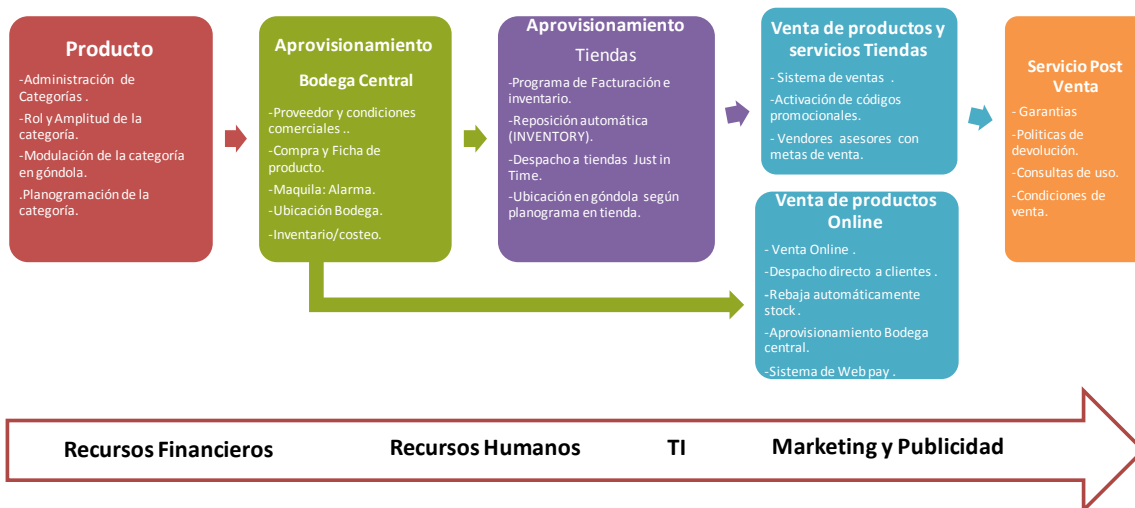 Producto
-Administración de
Categorías .
-Rol y Amplitud de la
categoría.
-Modulación de la categoría
en góndola.
.Planogramación de la
categoría.
Aprovisionamiento
Bodega Central
-Proveedor y condiciones
comerciales ..
-Compra y Ficha de
producto.
-Maquila: Alarma.
-Ubicación Bodega.
-Inventario/costeo.
Aprovisionamiento
Tiendas
-Programa de Facturación e
inventario.
-Reposición automática
(INVENTORY).
-Despacho a tiendas Just in
Time.
-Ubicación en góndola según
planograma en tienda.
Venta de productos y
servicios Tiendas
- Sistema de ventas .
-Activación de códigos
promocionales.
- Vendores asesores con
metas de venta.
Venta de productos
Online
- Venta Online .
-Despacho directo a clientes .
-Rebaja automáticamente
stock .
-Aprovisionamiento Bodega
central.
-Sistema de Web pay .
Servicio Post
Venta
- Garantias
-Politicas de
devolución.
-Consultas de uso.
-Condiciones de
venta.
Recursos Financieros
Recursos Humanos
TI
Marketing y Publicidad